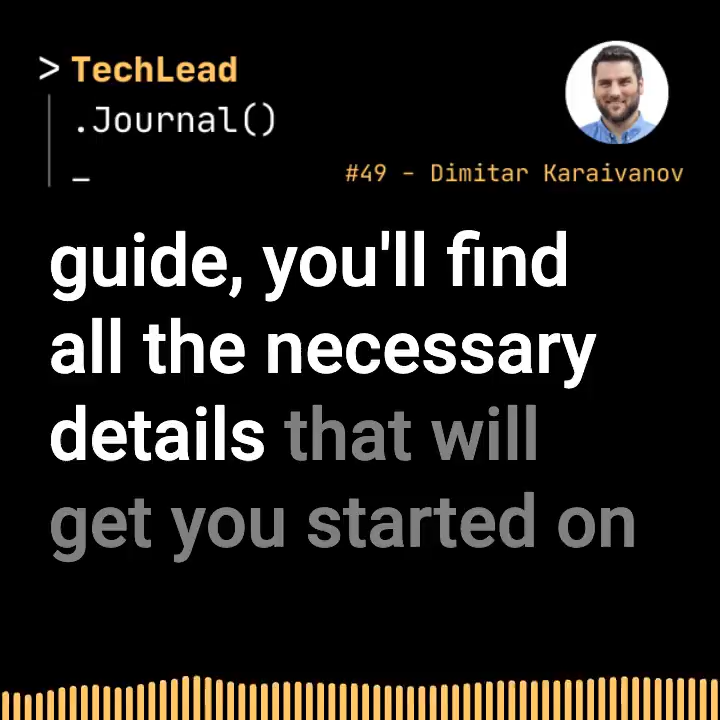 > TechLead
.Journal()
_
#49 - Dimitar Karaivanov
guide, you'll find
all the necessary
details that will
get you started on